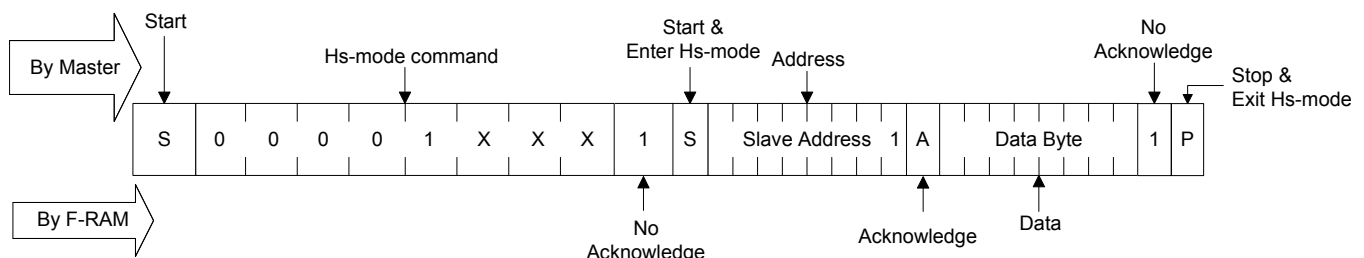 Start
By Master
Hs-mode command
Start &
Enter Hs-mode
Address
No
Acknowledge
Stop &
Exit Hs-mode
S 0 0 0 0 1 X X X 1 S Slave Address 1 A Data Byte 1 P
By F-RAM
No
Acknowledge
Acknowledge
Data